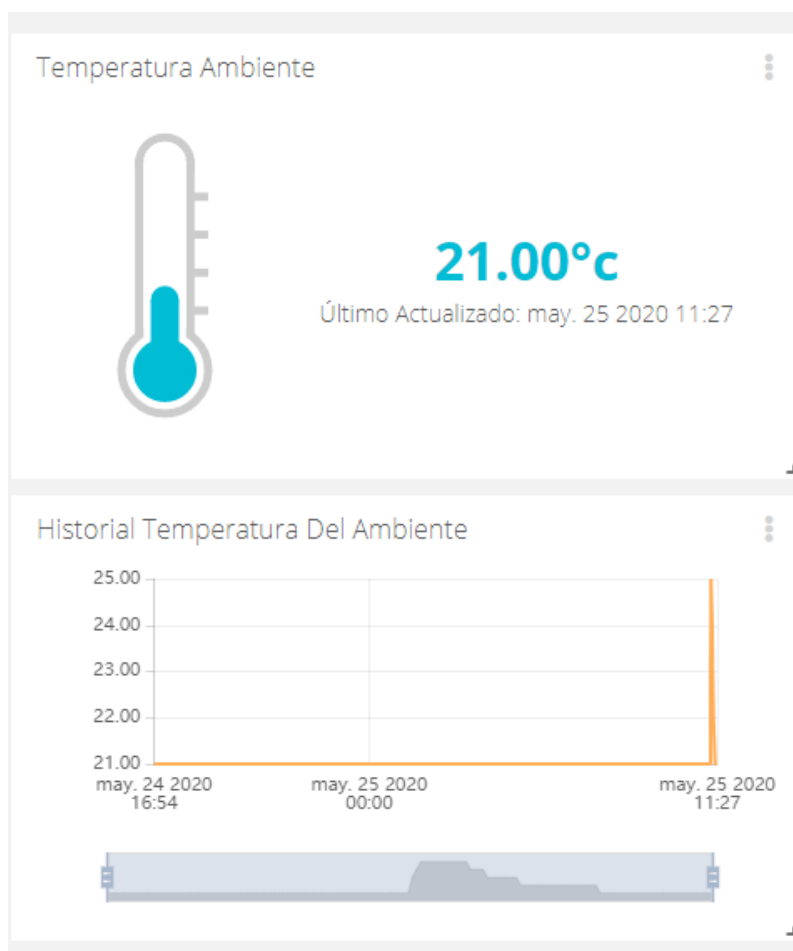 Temperatura Ambiente
21.00°c
Último Actualizado: may. 25 2020 11:27
Historial Temperatura Del Ambiente
25.00
24.00
23.00
22.00
21.00
may. 24 2020
16:54
may. 25 2020
00:00
may. 25 2020
11:27